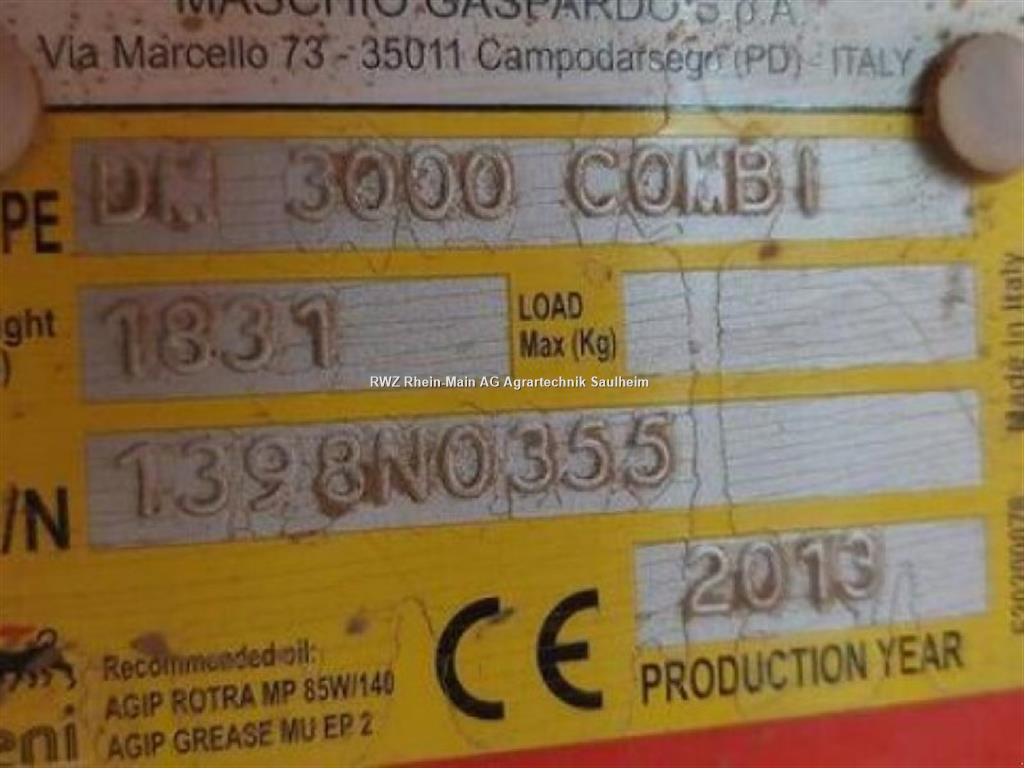 MASCHIO GASPARDO S.p.A.
Via Marcello 73 - 35011 Campodarsego (PD) - ITALY
PE DM 3000 COMBI
ight 1831 LOAD
Max (Kg)
RWZ Rhein-Main AG Agrartechnik Saulheim
/N 1398N0355
2013
CE PRODUCTION YEAR
Recommended oil:
AGIP ROTRA MP 85W/140
AGIP GREASE MU EP 2
eni
Made in Italy